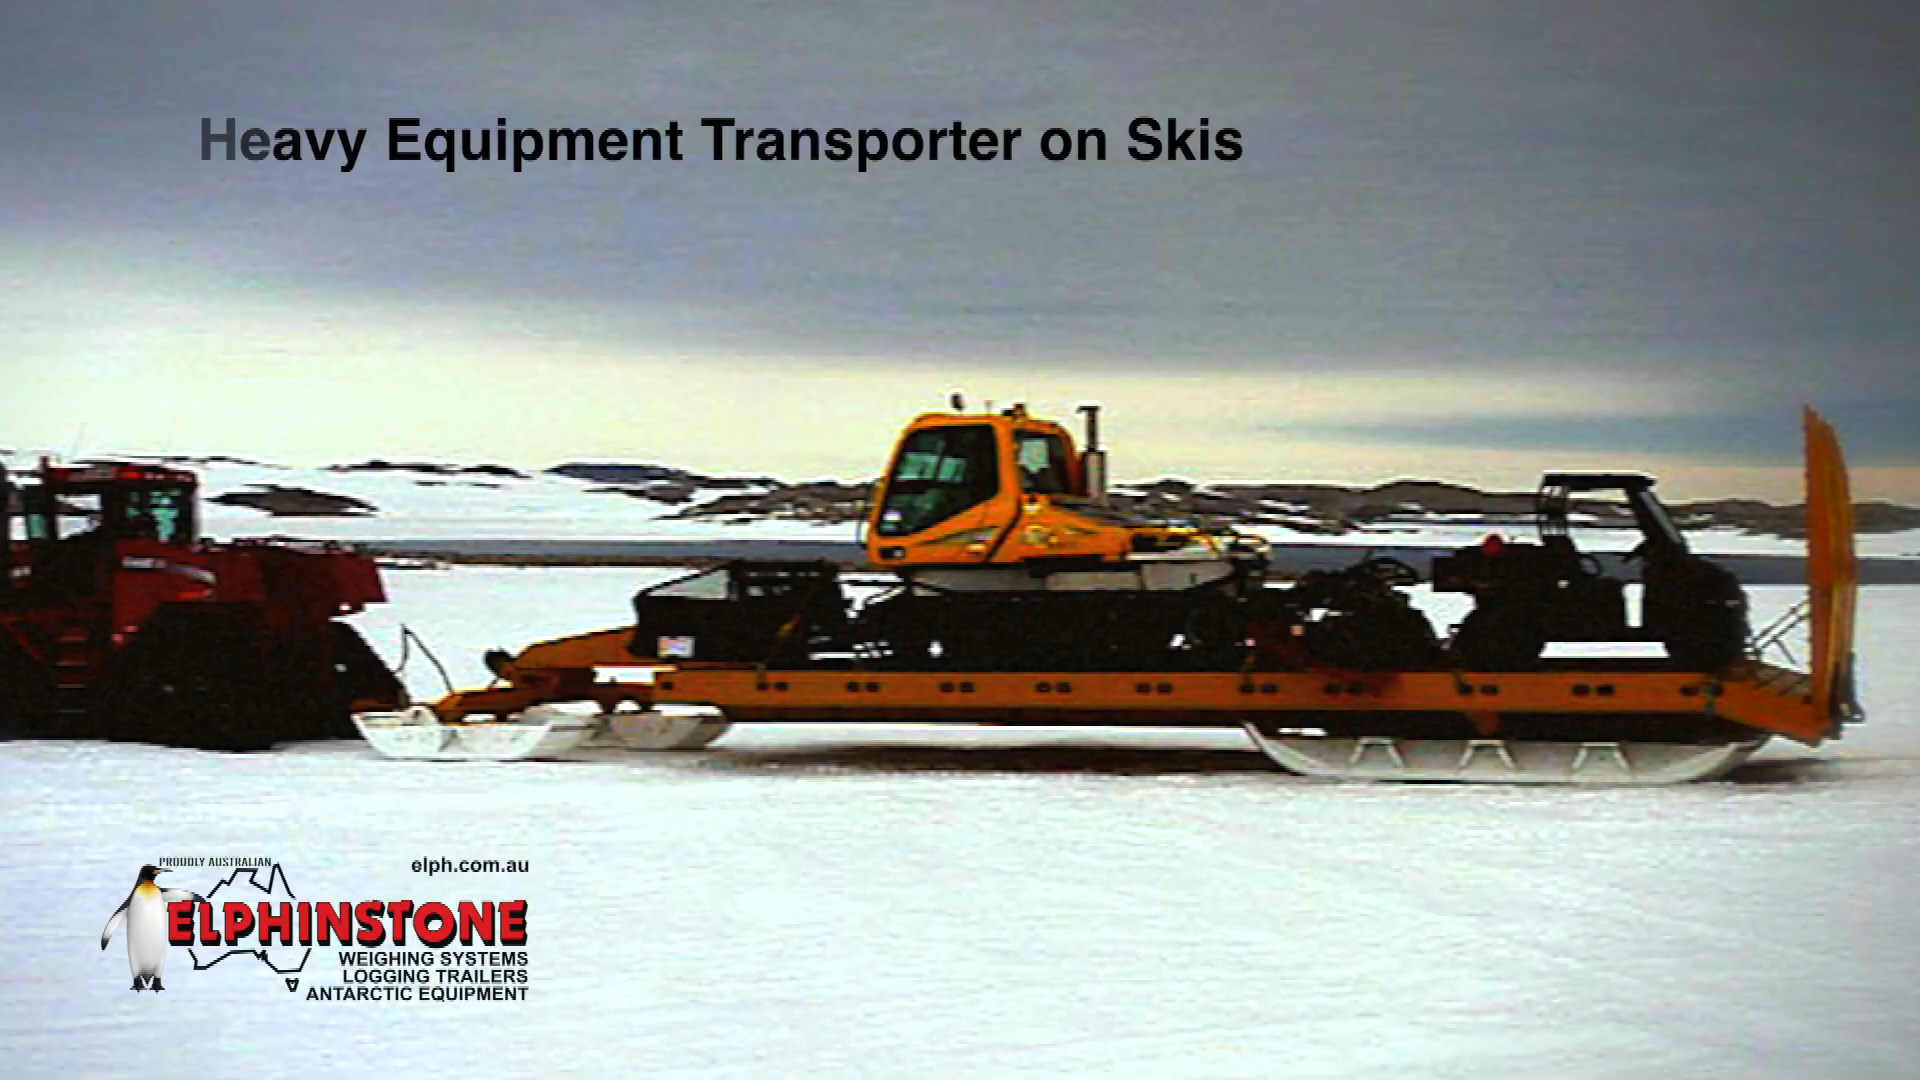 Heavy Equipment Transporter on Skis
PROUDLY AUSTRALIAN
elph.com.au
ELPHINSTONE
WEIGHING SYSTEMS
LOGGING TRAILERS
ANTARCTIC EQUIPMENT